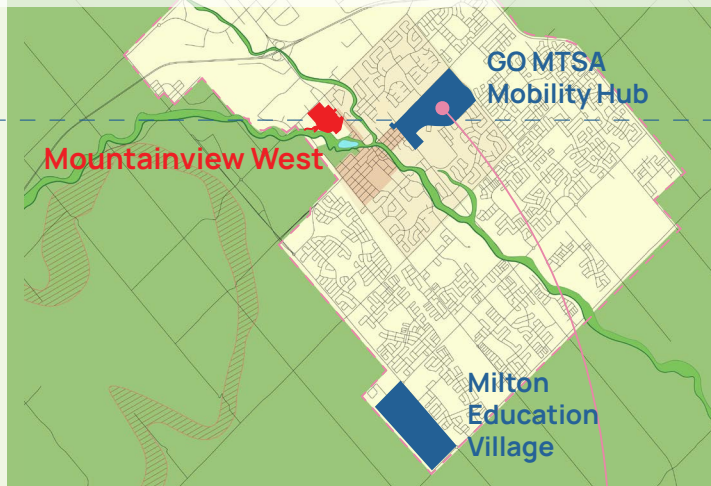 GO MTSA
Mobility Hub
Mountainview West
Milton
Education
Village